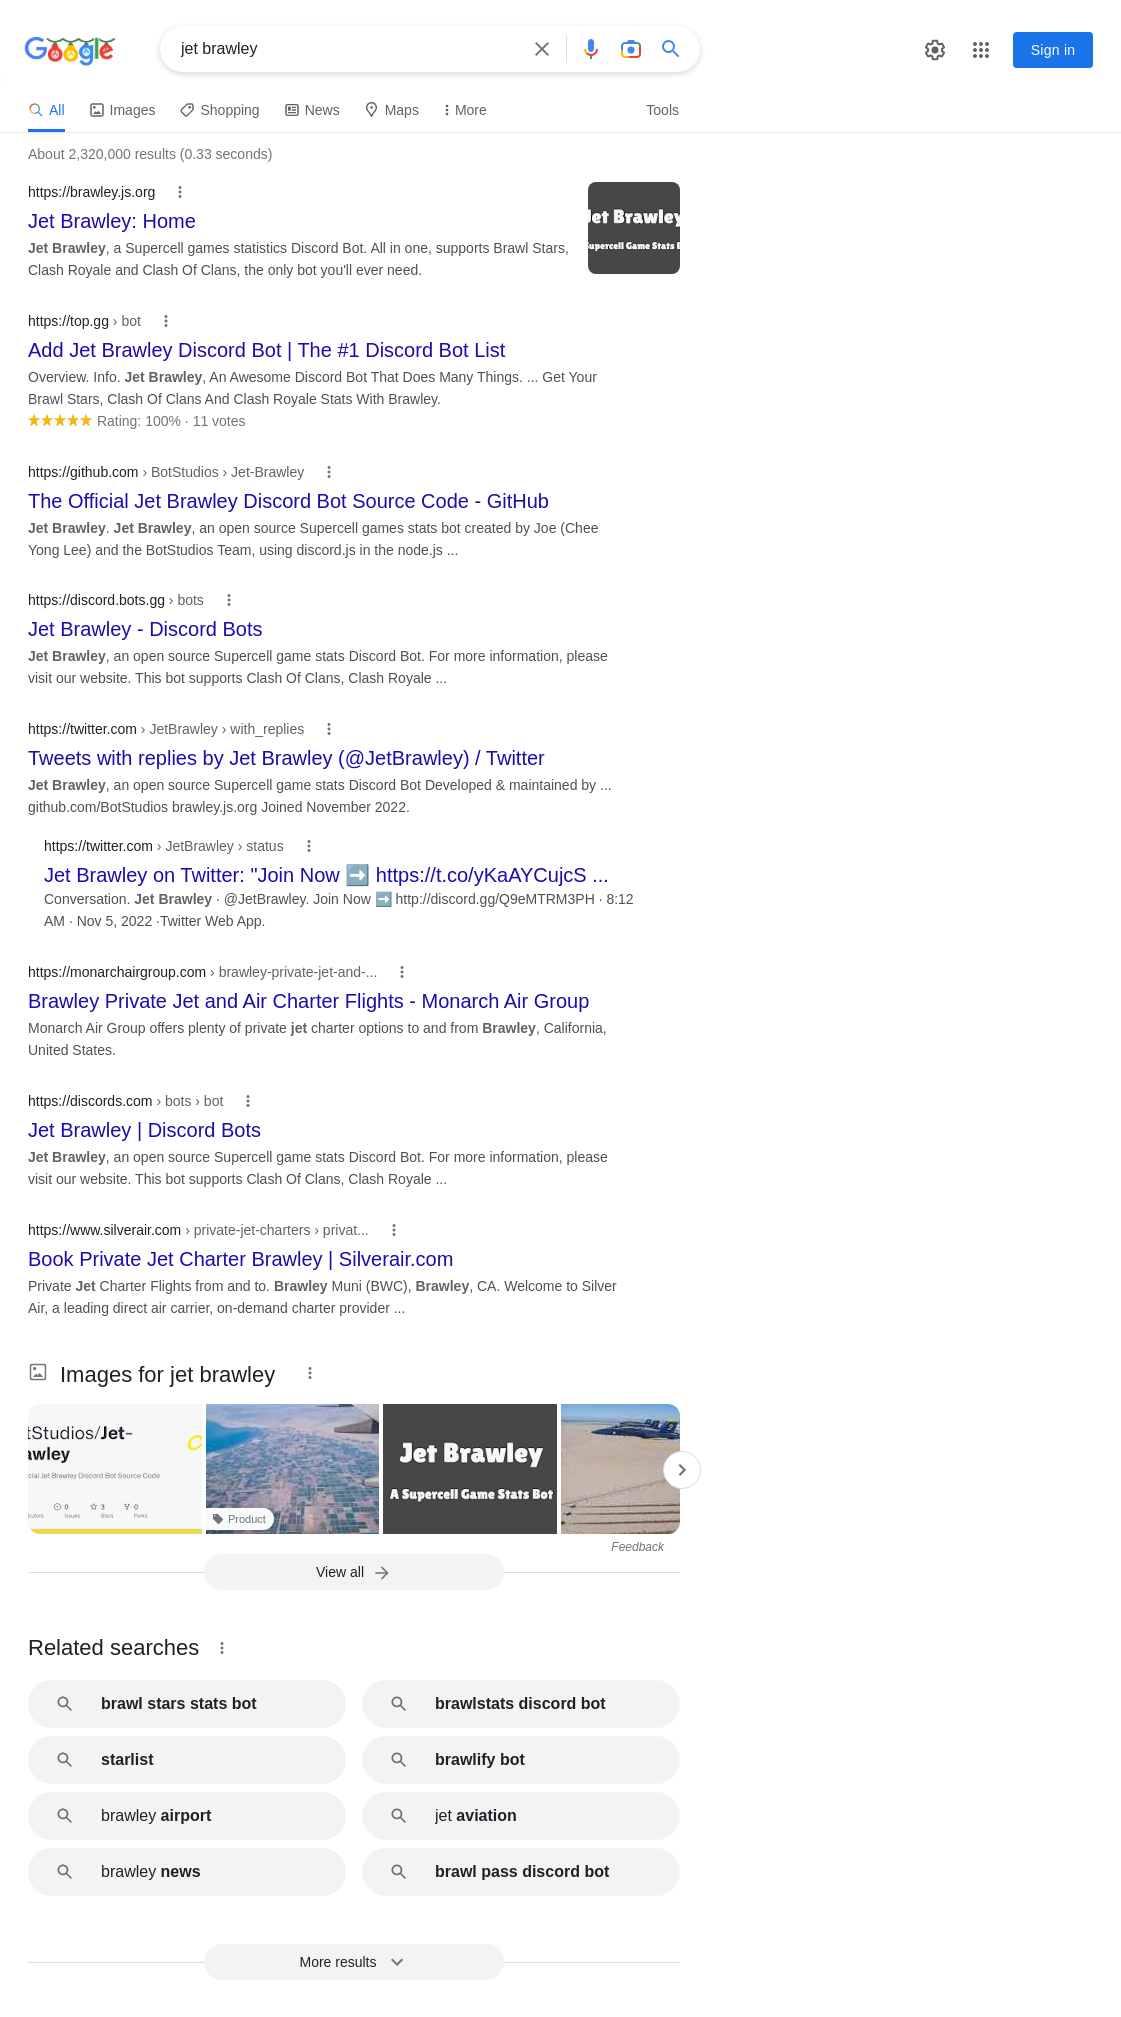 Google
jet brawley
Sign in
All
Images
Shopping
News
Maps
More
Tools
About 2,320,000 results (0.33 seconds)
https://brawley.js.org
Jet Brawley: Home
Jet Brawley, a Supercell games statistics Discord Bot. All in one, supports Brawl Stars,
Clash Royale and Clash Of Clans, the only bot you'll ever need.
Jet Brawley
Supercell Game Stats B
https://top.gg › bot
Add Jet Brawley Discord Bot | The #1 Discord Bot List
Overview. Info. Jet Brawley, An Awesome Discord Bot That Does Many Things. ... Get Your
Brawl Stars, Clash Of Clans And Clash Royale Stats With Brawley.
Rating: 100% · 11 votes
https://github.com › BotStudios › Jet-Brawley
The Official Jet Brawley Discord Bot Source Code - GitHub
Jet Brawley. Jet Brawley, an open source Supercell games stats bot created by Joe (Chee
Yong Lee) and the BotStudios Team, using discord.js in the node.js ...
https://discord.bots.gg › bots
Jet Brawley - Discord Bots
Jet Brawley, an open source Supercell game stats Discord Bot. For more information, please
visit our website. This bot supports Clash Of Clans, Clash Royale ...
https://twitter.com › JetBrawley › with_replies
Tweets with replies by Jet Brawley (@JetBrawley) / Twitter
Jet Brawley, an open source Supercell game stats Discord Bot Developed & maintained by ...
github.com/BotStudios brawley.js.org Joined November 2022.
https://twitter.com › JetBrawley › status
Jet Brawley on Twitter: "Join Now ➡️ https://t.co/yKaAYCujcS ...
Conversation. Jet Brawley · @JetBrawley. Join Now ➡️ http://discord.gg/Q9eMTRM3PH · 8:12
AM · Nov 5, 2022 ·Twitter Web App.
https://monarchairgroup.com › brawley-private-jet-and-...
Brawley Private Jet and Air Charter Flights - Monarch Air Group
Monarch Air Group offers plenty of private jet charter options to and from Brawley, California,
United States.
https://discords.com › bots › bot
Jet Brawley | Discord Bots
Jet Brawley, an open source Supercell game stats Discord Bot. For more information, please
visit our website. This bot supports Clash Of Clans, Clash Royale ...
https://www.silverair.com › private-jet-charters › privat...
Book Private Jet Charter Brawley | Silverair.com
Private Jet Charter Flights from and to. Brawley Muni (BWC), Brawley, CA. Welcome to Silver
Air, a leading direct air carrier, on-demand charter provider ...
Images for jet brawley
tStudios/Jet-
awley
cial Jet Brawley Discord Bot Source Code
0
3
0
butors
Issues
Stars
Forks
Product
Jet Brawley
A Supercell Game Stats Bot
Feedback
View all
Related searches
brawl stars stats bot
brawlstats discord bot
starlist
brawlify bot
brawley airport
jet aviation
brawley news
brawl pass discord bot
More results